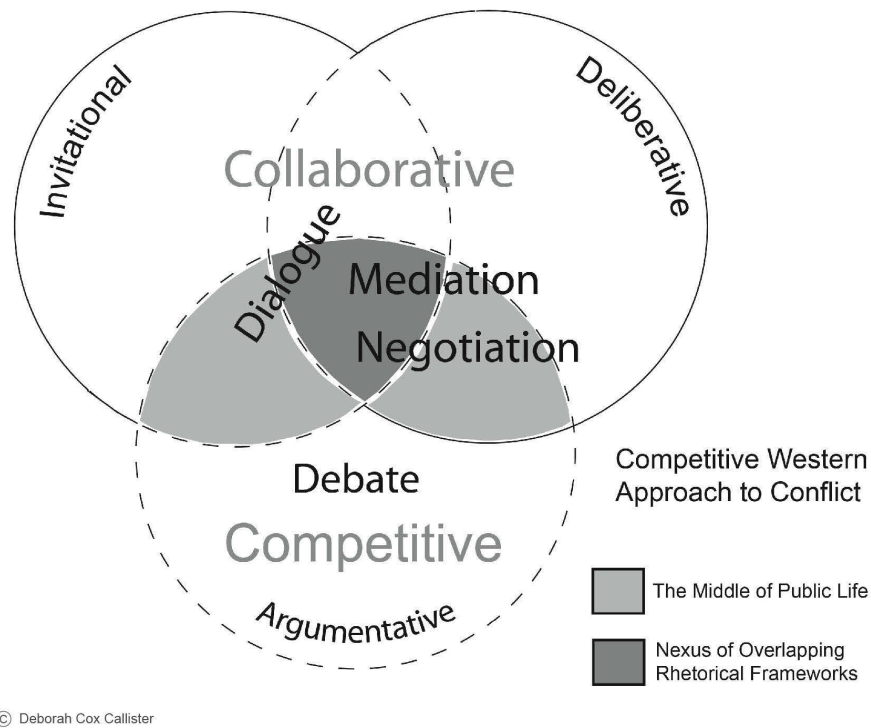 Invitational
Deliberative
Collaborative
Dialogue
Mediation
Negotiation
Debate
Competitive
Argumentative
Competitive Western
Approach to Conflict
The Middle of Public Life
Nexus of Overlapping
Rhetorical Frameworks
© Deborah Cox Callister